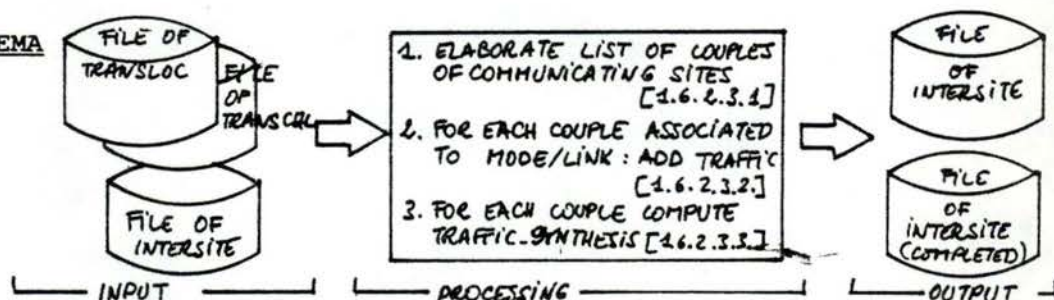 EMA
FILE OF
TRANSLOC
FILE
OF
TRANSCRL
FILE OF
INTERSITE
INPUT
1. ELABORATE LIST OF COUPLES
OF COMMUNICATING SITES
[1.6.2.3.1]
2. FOR EACH COUPLE ASSOCIATED
TO MODE/LINK : ADD TRAFFIC
[1.6.2.3.2.]
3. FOR EACH COUPLE COMPUTE
TRAFFIC_SYNTHESIS [1.6.2.3.3.]
PROCESSING
FILE
OF
INTERSITE
FILE
OF
INTERSITE
(COMPLETED)
OUTPUT